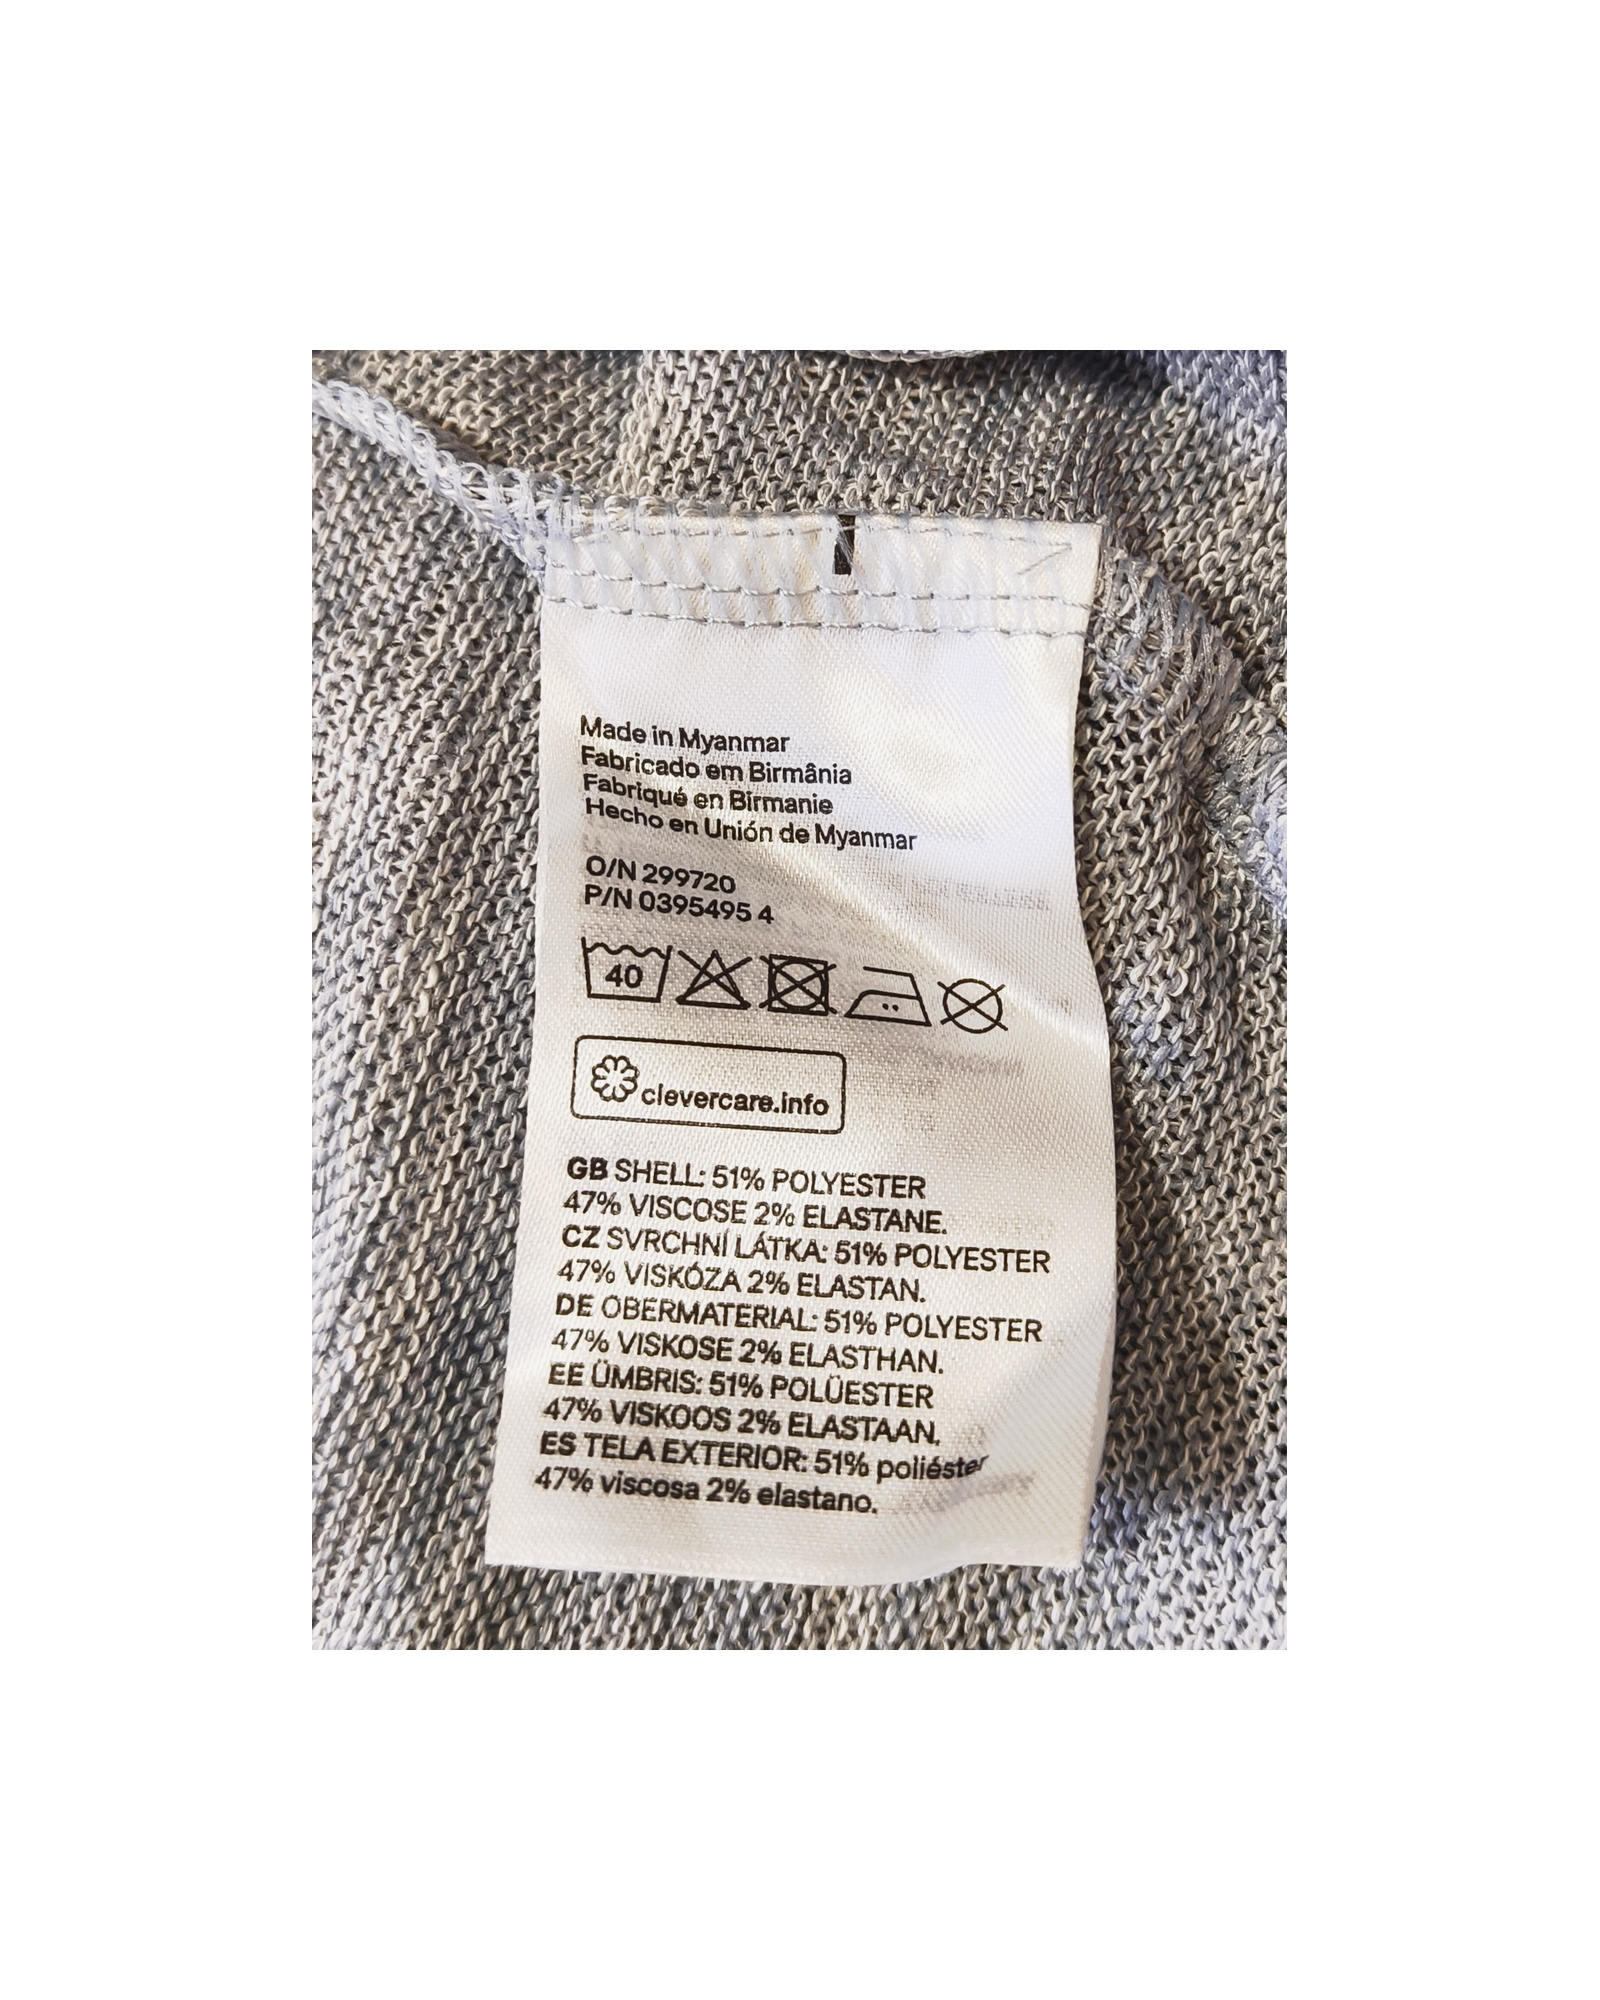 Made in Myanmar
Fabricado em Birmânia
Fabriqué en Birmanie
Hecho en Unión de Myanmar
O/N 299720
P/N 0395495 4
40
clevercare.info
GB SHELL: 51% POLYESTER
47% VISCOSE 2% ELASTANE.
CZ SVRCHNÍ LÁTKA: 51% POLYESTER
47% VISKÓZA 2% ELASTAN.
DE OBERMATERIAL: 51% POLYESTER
47% VISKOSE 2% ELASTHAN.
EE ÜMBRIS: 51% POLÜESTER
47% VISKOOS 2% ELASTAAN.
ES TELA EXTERIOR: 51% poliéster
47% viscosa 2% elastano.